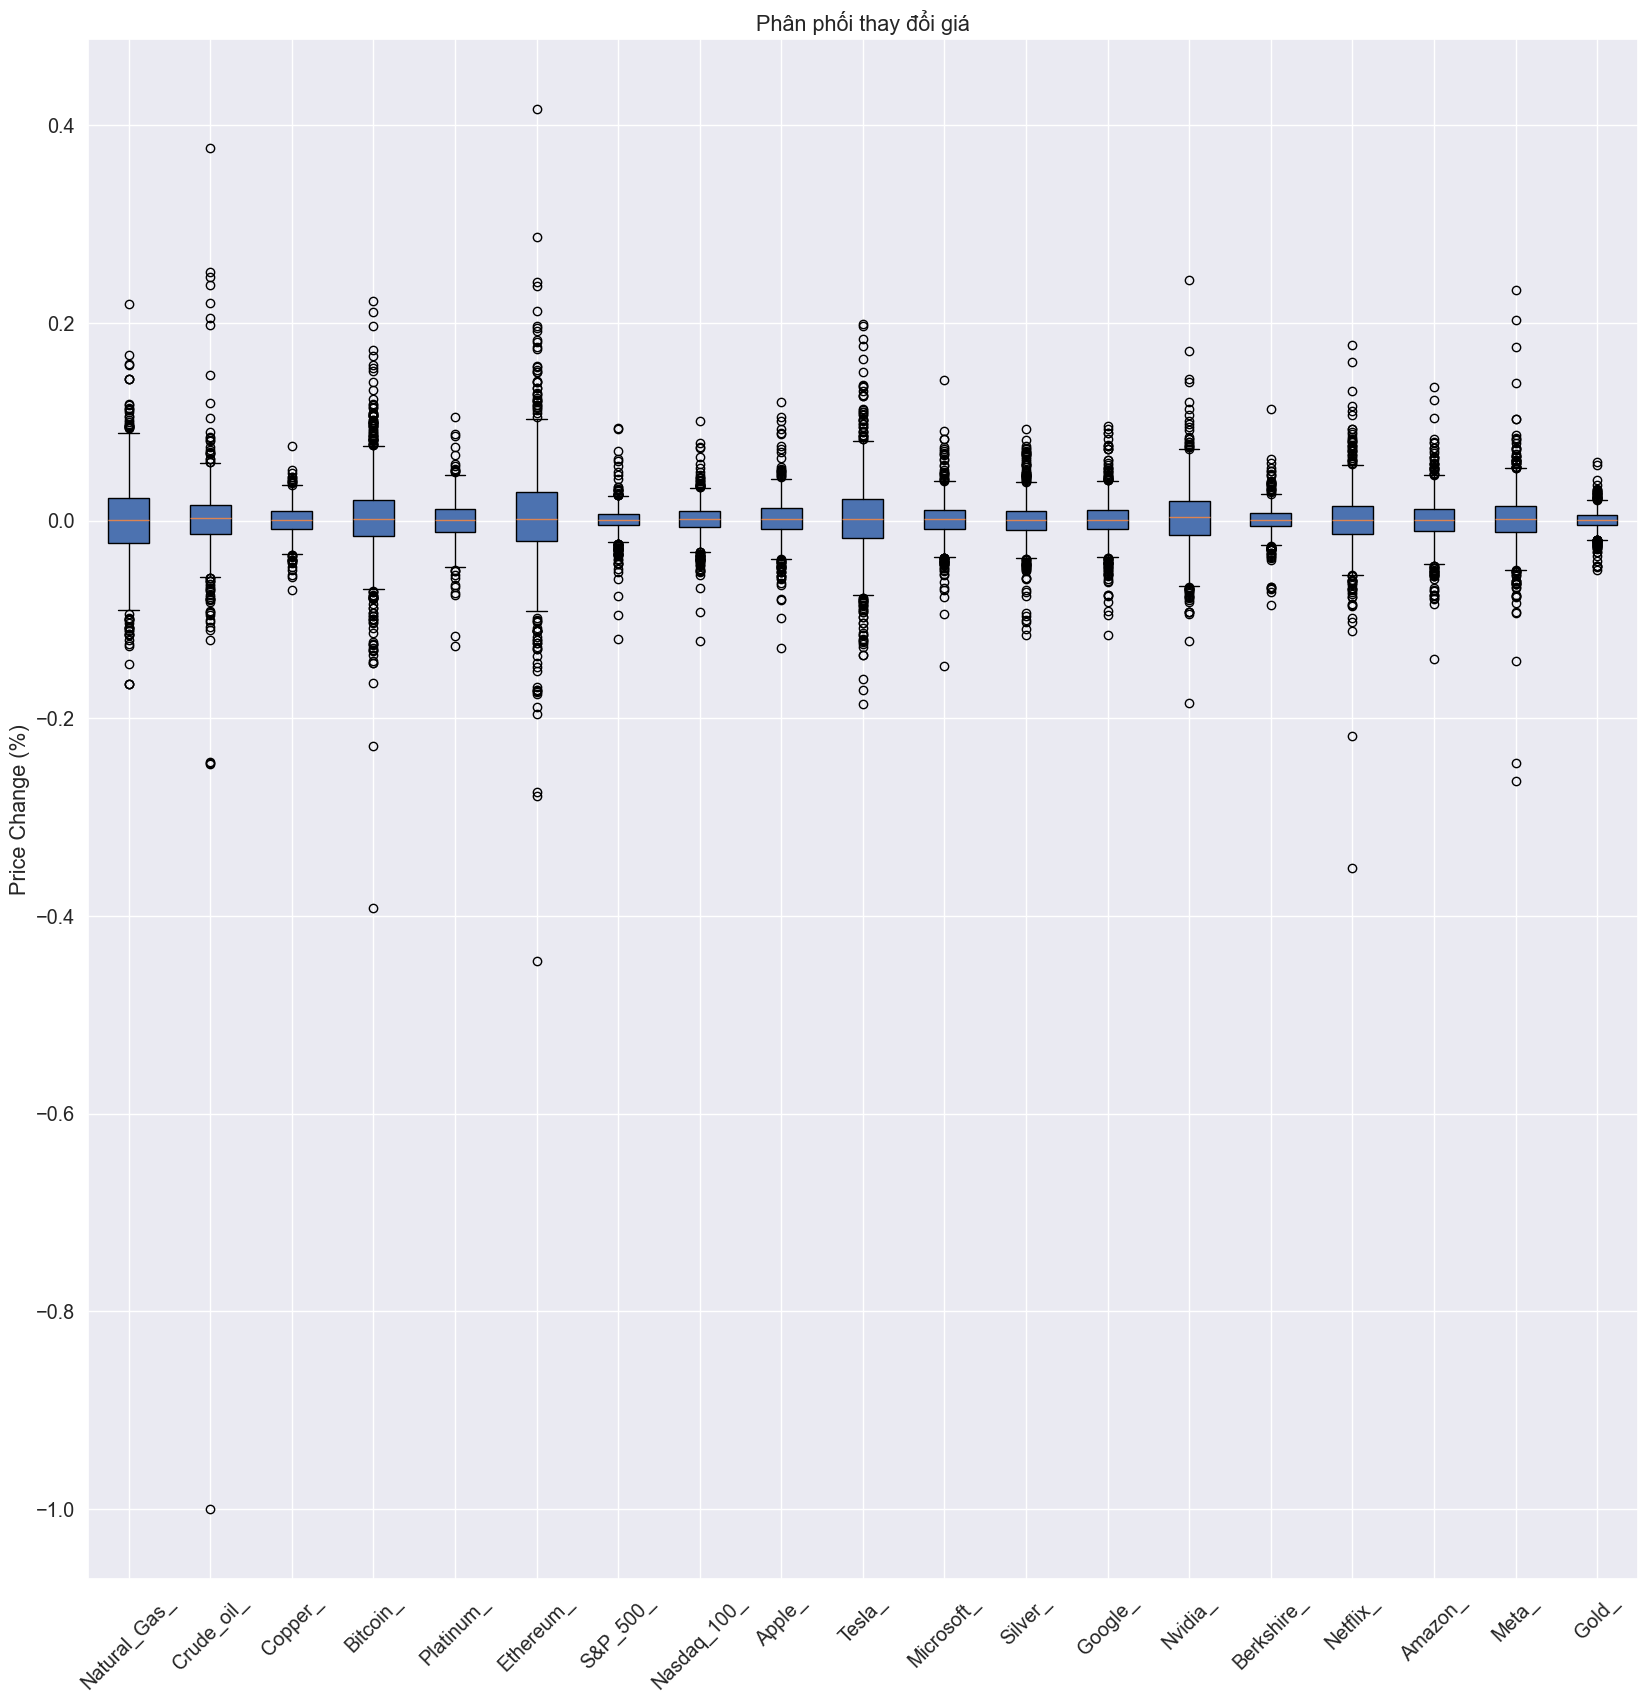 Phân phối thay đổi giá
Price Change (%)
0.4
0.2
0.0
−0.2
−0.4
−0.6
−0.8
−1.0
Natural_Gas_
Crude_oil_
Copper_
Bitcoin_
Platinum_
Ethereum_
S&P_500_
Nasdaq_100_
Apple_
Tesla_
Microsoft_
Silver_
Google_
Nvidia_
Berkshire_
Netflix_
Amazon_
Meta_
Gold_